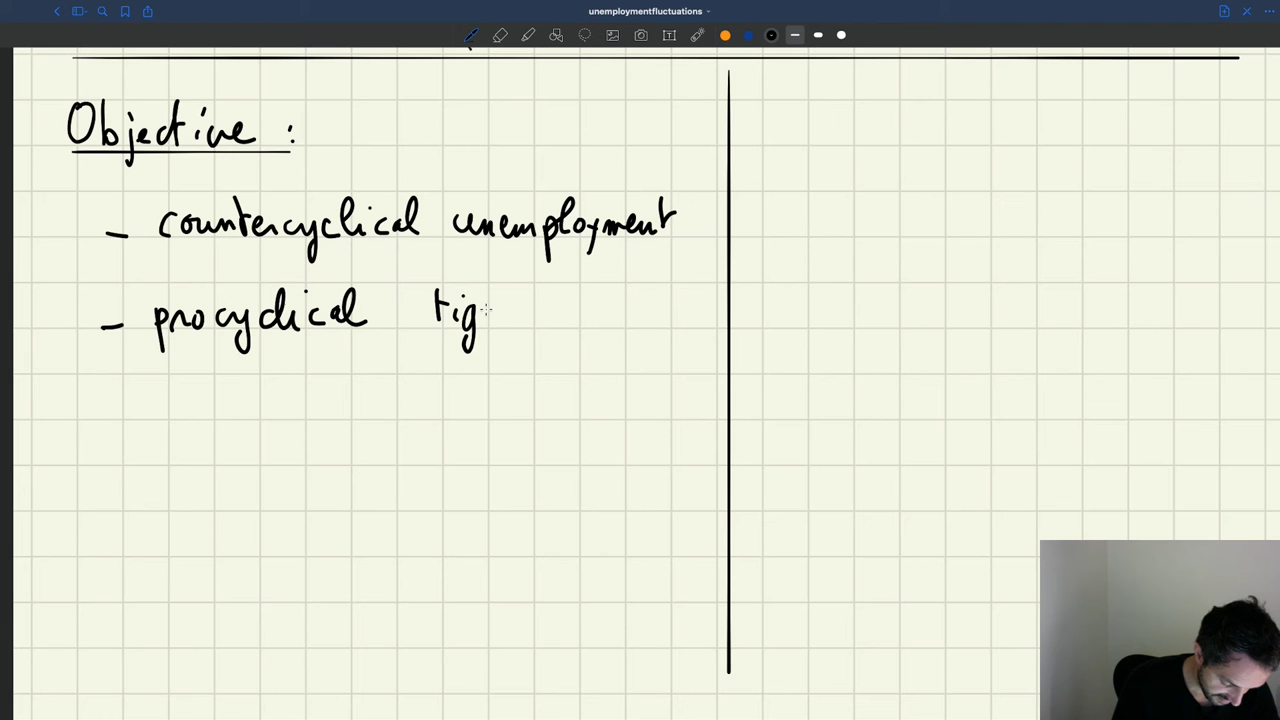 unemploymentfluctuations
Objective :
- countercyclical unemployment
- procyclical tig